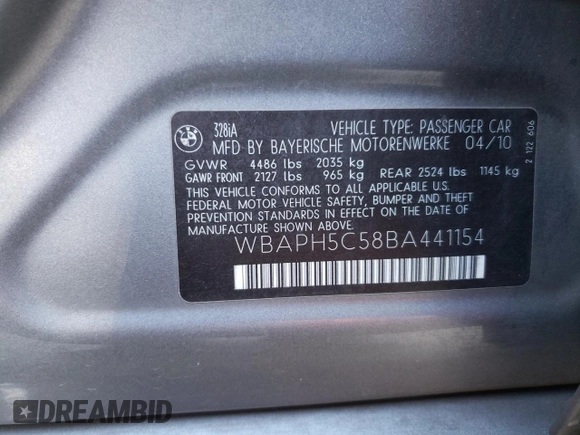 BMW
328iA VEHICLE TYPE: PASSENGER CAR
MFD BY BAYERISCHE MOTORENWERKE 04/10
GVWR 4486 lbs 2035 kg
GAWR FRONT 2127 lbs 965 kg REAR 2524 lbs 1145 kg
THIS VEHICLE CONFORMS TO ALL APPLICABLE U.S.
FEDERAL MOTOR VEHICLE SAFETY, BUMPER AND THEFT
PREVENTION STANDARDS IN EFFECT ON THE DATE OF
MANUFACTURE SHOWN ABOVE.
WBAPH5C58BA441154
2 122 606
DREAMBID